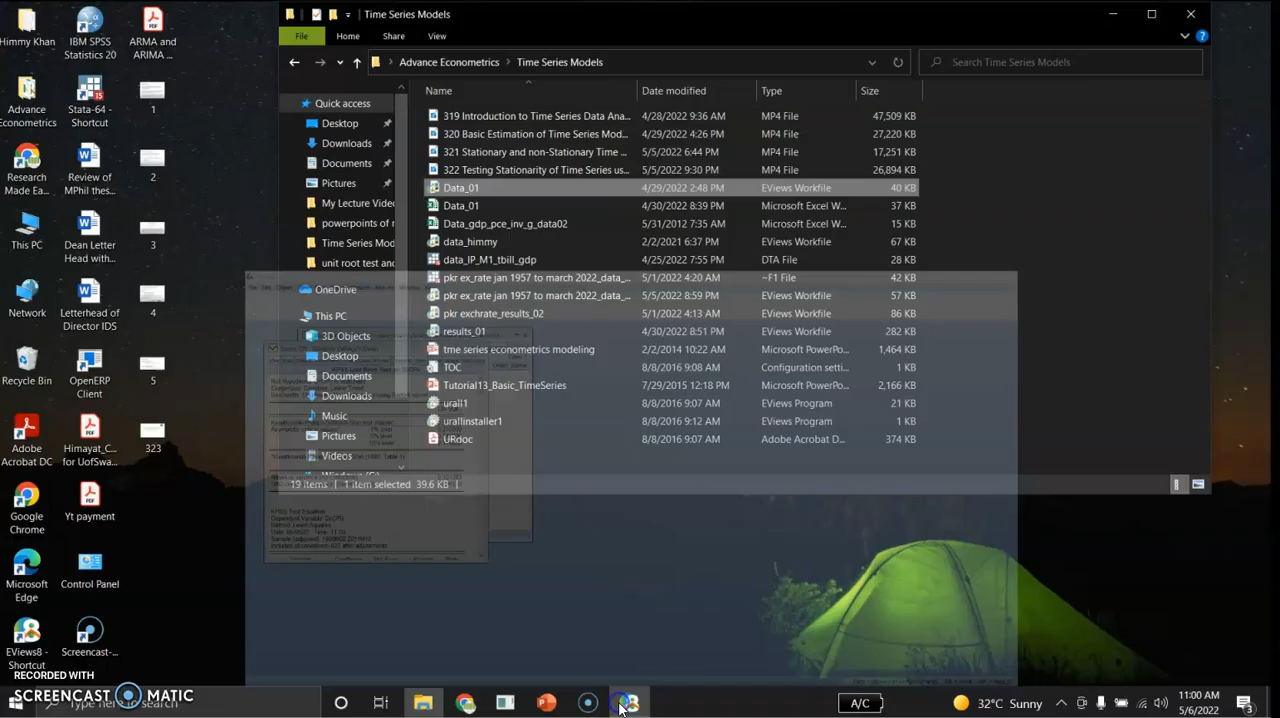 Himmy Khan
IBM SPSS Statistics 20
ARMA and ARIMA ...
Advance Econometrics
Stata-64 - Shortcut
1
Research Made Ea...
Review of MPhil thes...
2
This PC
Dean Letter Head with...
3
Network
Letterhead of Director IDS
4
Recycle Bin
OpenERP Client
5
Adobe Acrobat DC
Himayat_C... for UofSwa...
323
Google Chrome
Yt payment
Microsoft Edge
Control Panel
EViews8 - Shortcut
Screencast-...
RECORDED WITH
SCREENCAST MATIC
Time Series Models
File Home Share View
Advance Econometrics > Time Series Models
Search Time Series Models
Name Date modified Type Size
Quick access
Desktop
Downloads
Documents
Pictures
My Lecture Video
powerpoints of r
Time Series Mod
unit root test and
OneDrive
This PC
3D Objects
Desktop
Documents
Downloads
Music
Pictures
Videos
319 Introduction to Time Series Data Ana... 4/28/2022 9:36 AM MP4 File 47,509 KB
320 Basic Estimation of Time Series Mod... 4/29/2022 4:26 PM MP4 File 27,220 KB
321 Stationary and non-Stationary Time ... 5/5/2022 6:44 PM MP4 File 17,251 KB
322 Testing Stationarity of Time Series us... 5/5/2022 9:30 PM MP4 File 26,894 KB
Data_01 4/29/2022 2:48 PM EViews Workfile 40 KB
Data_01 4/30/2022 8:39 PM Microsoft Excel W... 37 KB
Data_gdp_pce_inv_g_data02 5/31/2012 7:35 AM Microsoft Excel W... 15 KB
data_himmy 2/2/2021 6:37 PM EViews Workfile
data_IP_M1_tbill_gdp 4/25/2022 7:55 PM DTA File 28 KB
pkr ex_rate jan 1957 to march 2022_data_... 5/1/2022 4:20 AM ~F1 File 42 KB
pkr ex_rate jan 1957 to march 2022_data_... 5/5/2022 8:59 PM EViews Workfile 57 KB
pkr exchrate_results_02 5/1/2022 4:13 AM EViews Workfile 86 KB
results_01 4/30/2022 8:51 PM EViews Workfile 282 KB
tme series econometrics modeling 2/2/2014 10:22 AM Microsoft PowerPo... 1,464 KB
TOC 8/8/2016 9:08 AM Configuration setti... 1 KB
Tutorial13_Basic_TimeSeries 7/29/2015 12:18 PM Microsoft PowerPo... 2,166 KB
urall1 8/8/2016 9:07 AM EViews Program 21 KB
urallinstaller1 8/8/2016 9:12 AM EViews Program 1 KB
URdoc 8/8/2016 9:07 AM Adobe Acrobat D... 374 KB
19 items 1 item selected 39.6 KB
Type here to search
A/C
32°C Sunny
11:00 AM
5/6/2022
3